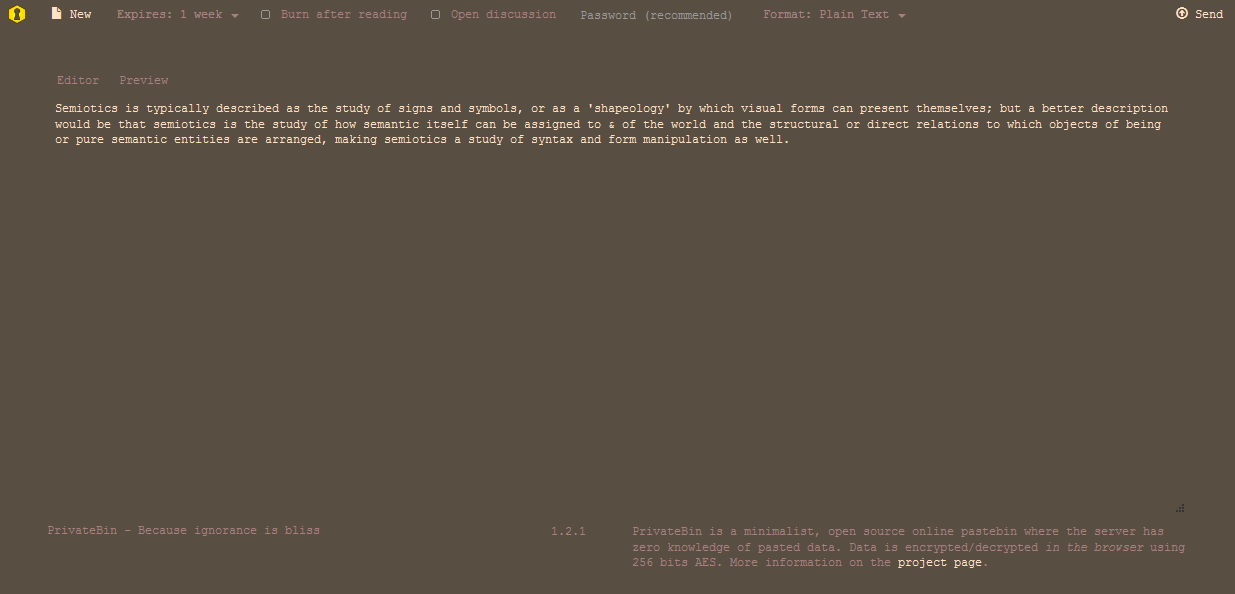 New Expires: 1 week Burn after reading Open discussion Password (recommended) Format: Plain Text Send
Editor Preview
Semiotics is typically described as the study of signs and symbols, or as a 'shapeology' by which visual forms can present themselves; but a better description
would be that semiotics is the study of how semantic itself can be assigned to & of the world and the structural or direct relations to which objects of being
or pure semantic entities are arranged, making semiotics a study of syntax and form manipulation as well.
PrivateBin - Because ignorance is bliss
1.2.1
PrivateBin is a minimalist, open source online pastebin where the server has
zero knowledge of pasted data. Data is encrypted/decrypted in the browser using
256 bits AES. More information on the project page.